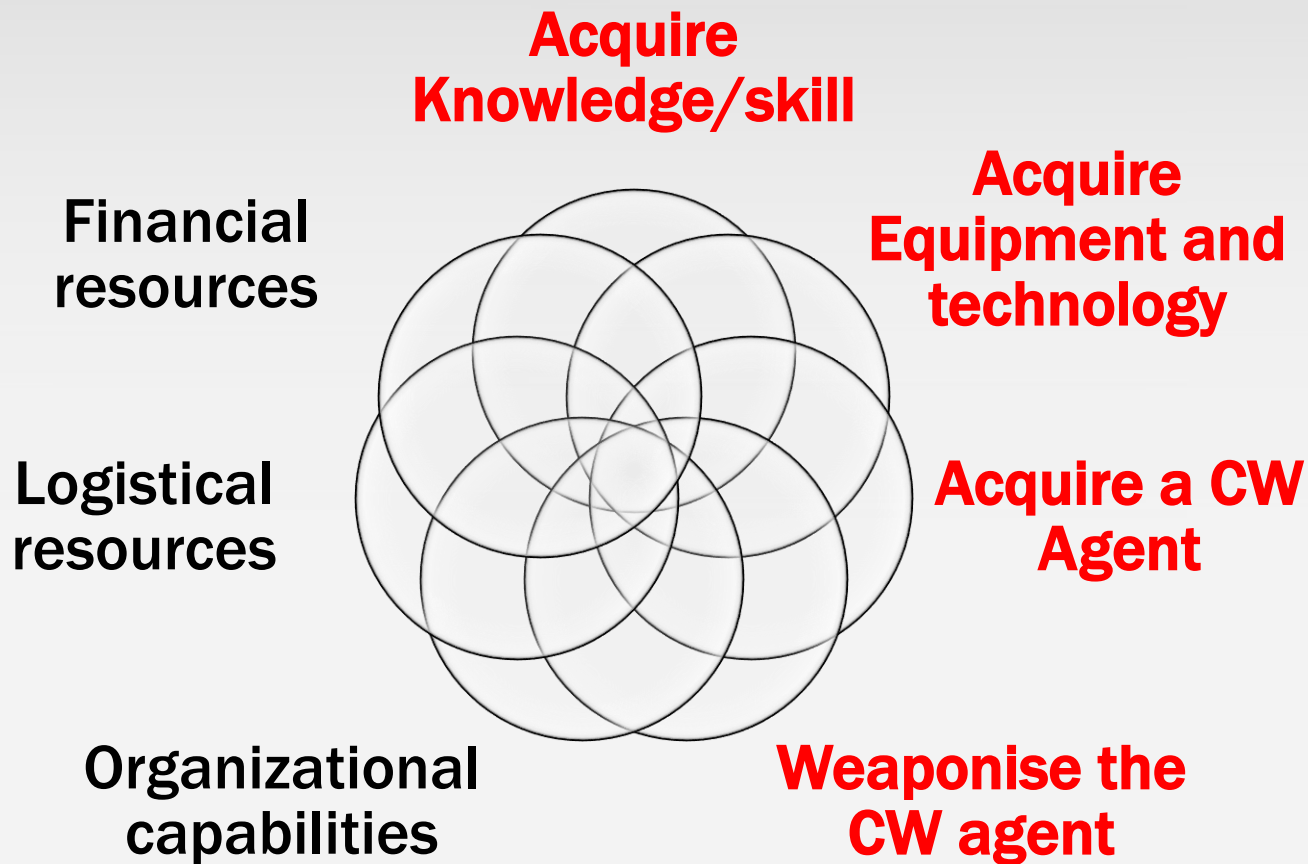 Acquire
Knowledge/skill
Acquire
Equipment and
technology
Acquire a CW
Agent
Weaponise the
CW agent
Organizational
capabilities
Logistical
resources
Financial
resources